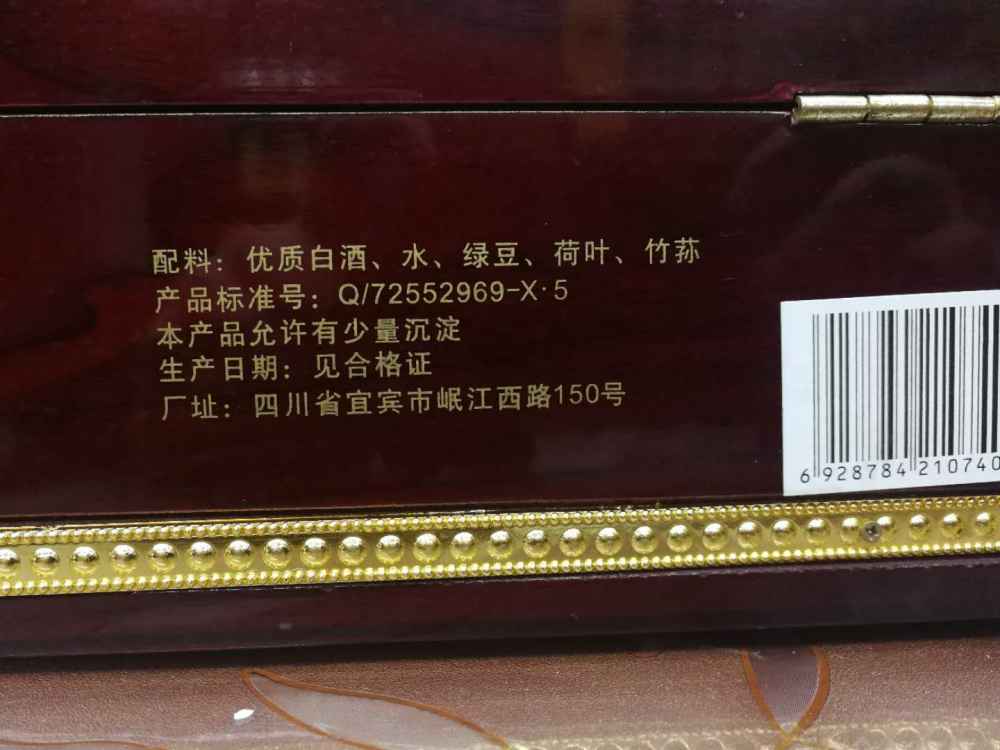 配料：优质白酒、水、绿豆、荷叶、竹荪
产品标准号：Q/72552969-X·5
本产品允许有少量沉淀
生产日期：见合格证
厂址：四川省宜宾市岷江西路150号
6 928784 210740